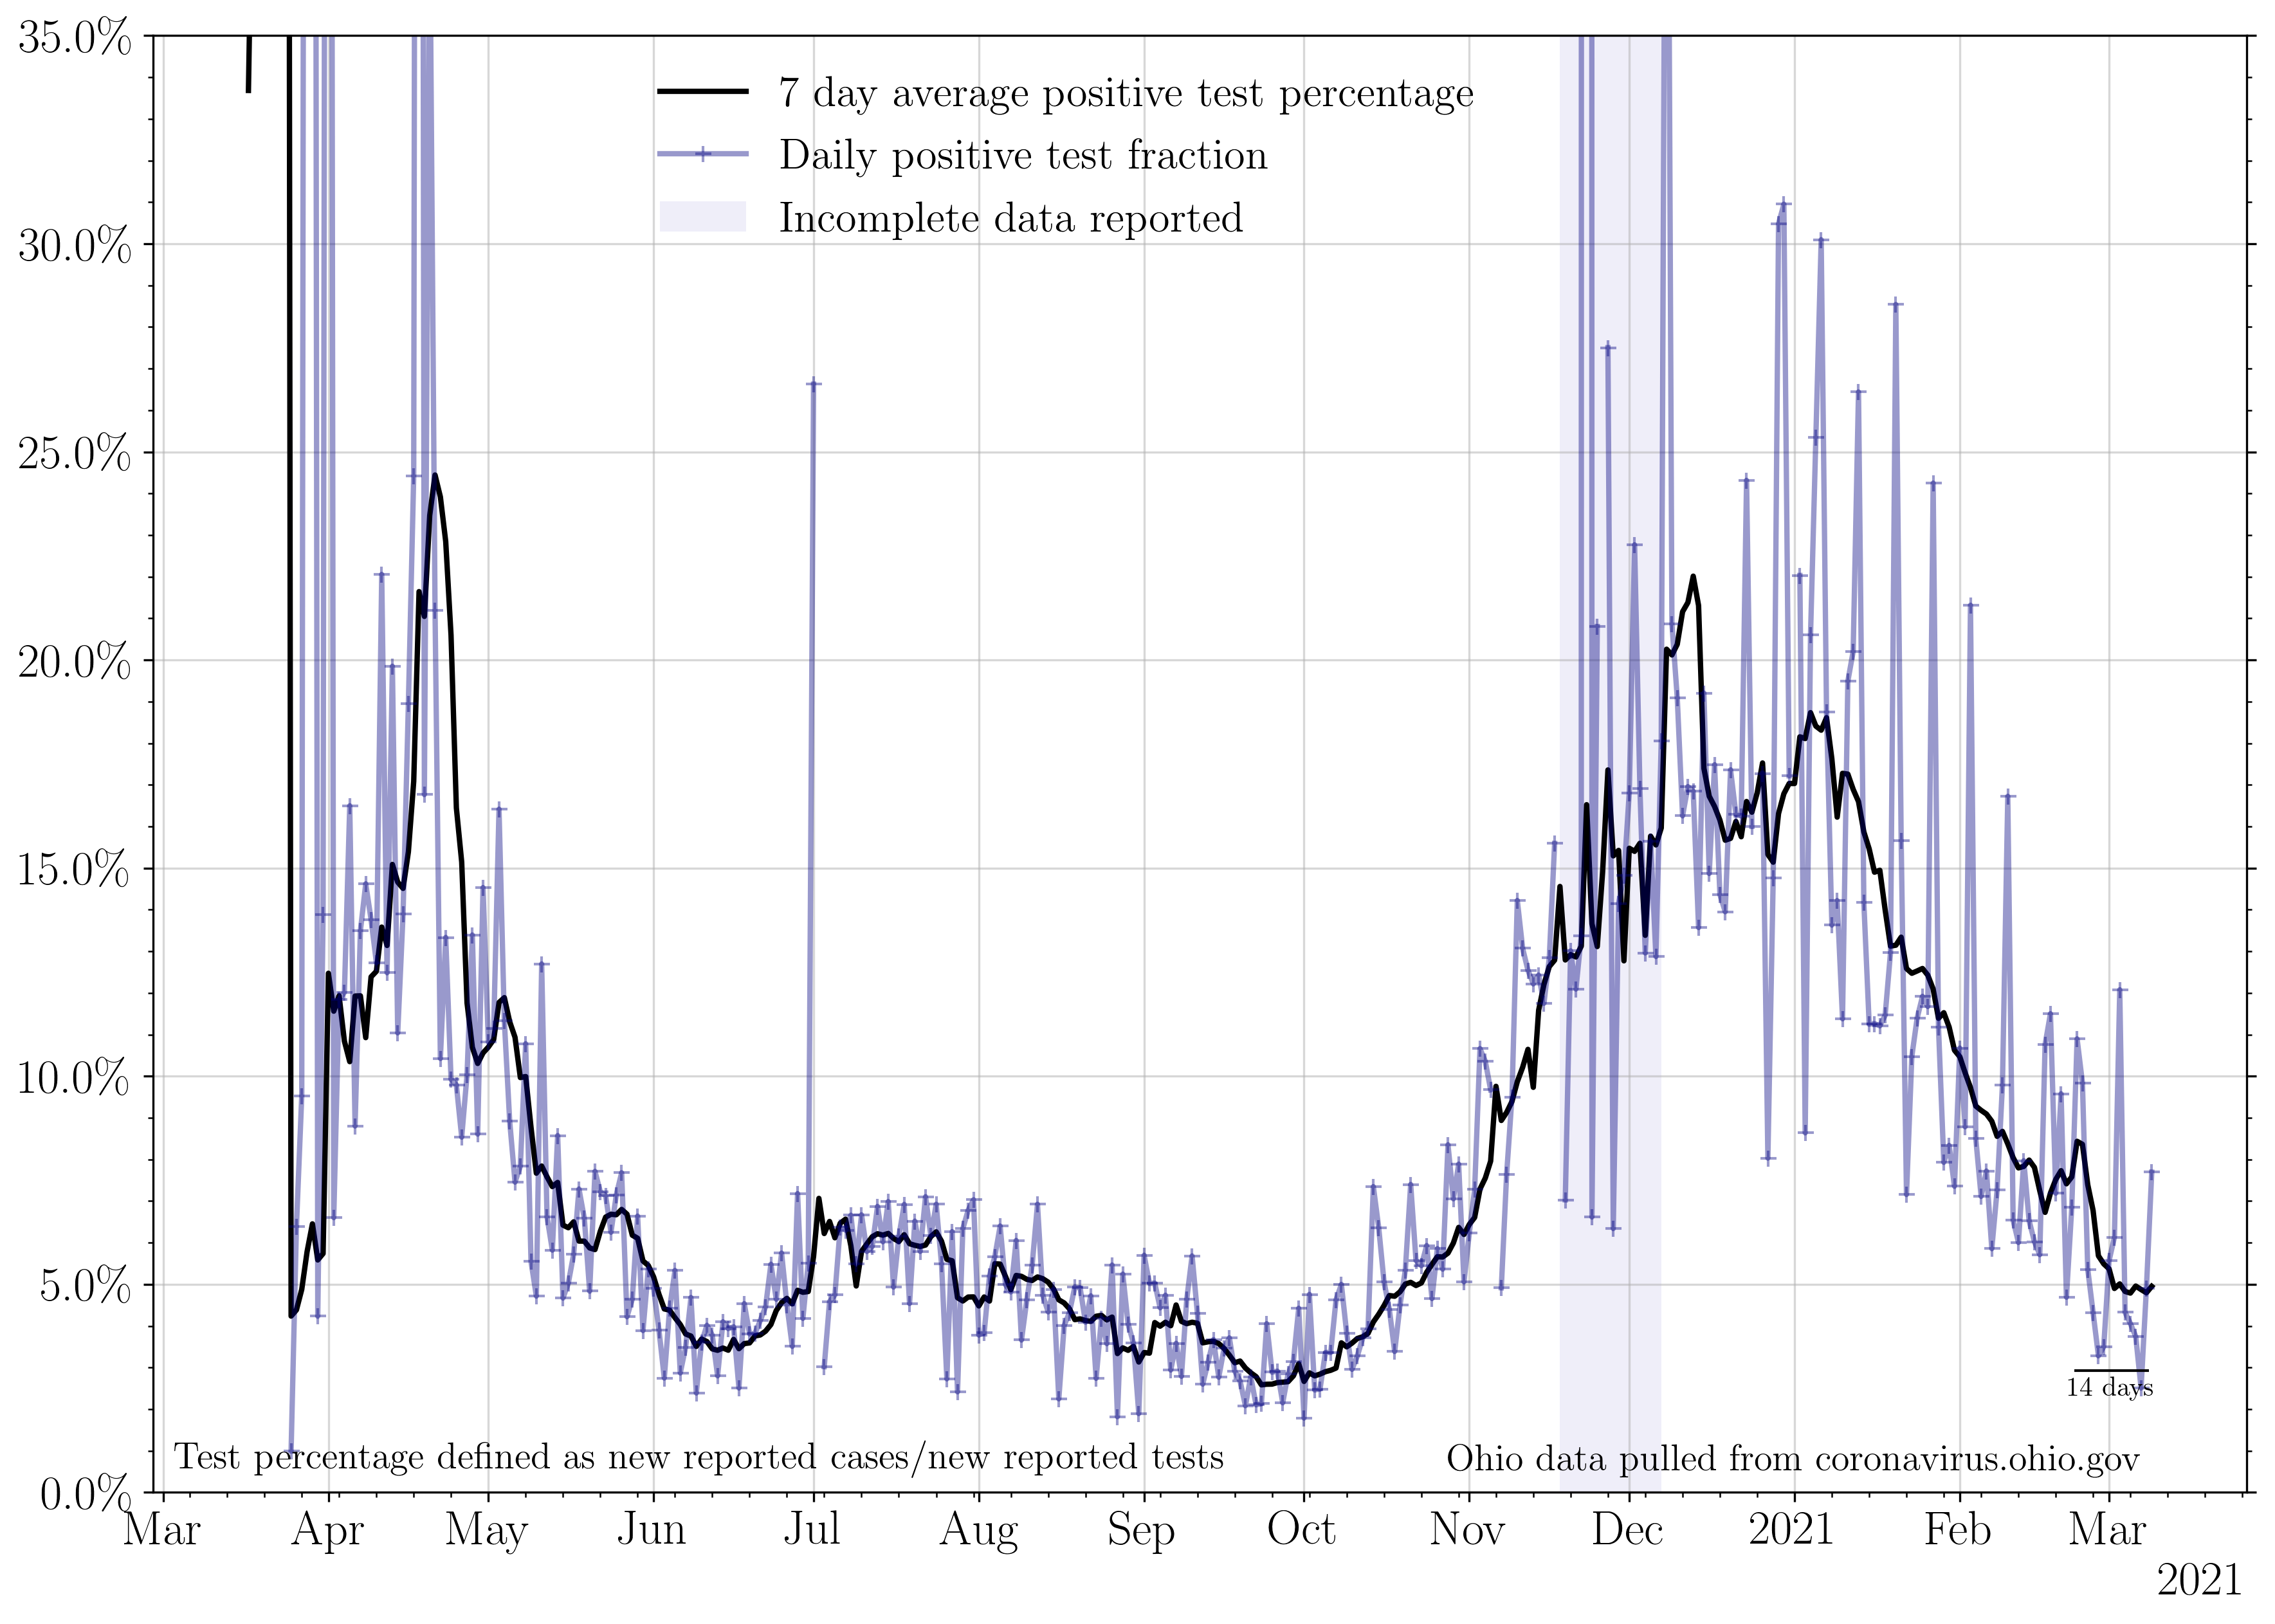 35.0%
30.0%
25.0%
20.0%
15.0%
10.0%
5.0%
0.0%
7 day average positive test percentage
Daily positive test fraction
Incomplete data reported
14 days
Test percentage defined as new reported cases/new reported tests
Ohio data pulled from coronavirus.ohio.gov
Mar Apr May Jun Jul Aug Sep Oct Nov Dec 2021 Feb Mar
2021